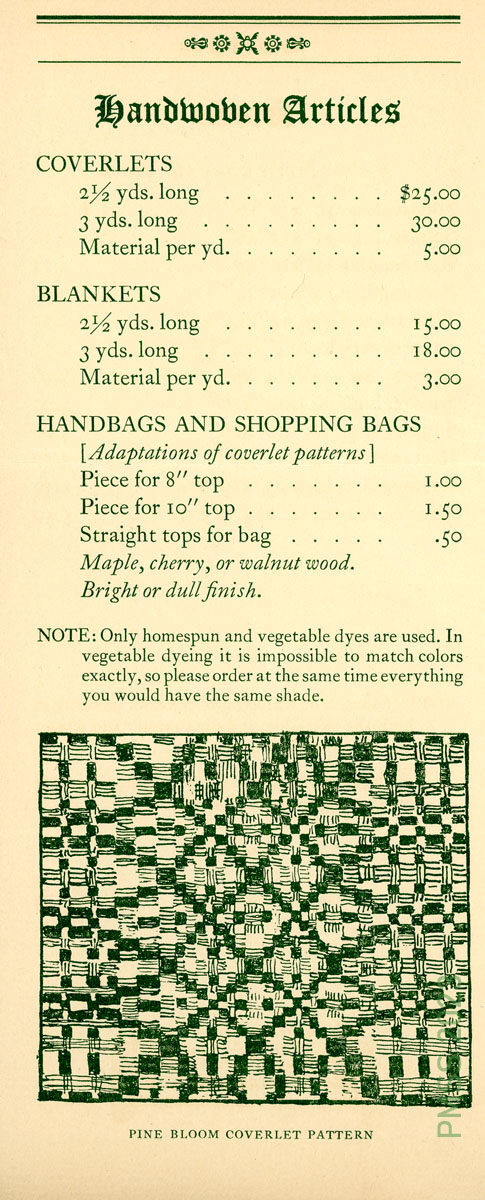 Handwoven Articles
COVERLETS
2½ yds. long . . . . . . . . $25.00
3 yds. long . . . . . . . . . 30.00
Material per yd. . . . . . . . 5.00
BLANKETS
2½ yds. long . . . . . . . . 15.00
3 yds. long . . . . . . . . . 18.00
Material per yd. . . . . . . . 3.00
HANDBAGS AND SHOPPING BAGS
[Adaptations of coverlet patterns]
Piece for 8″ top . . . . . . . 1.00
Piece for 10″ top . . . . . . . 1.50
Straight tops for bag . . . . . .50
Maple, cherry, or walnut wood.
Bright or dull finish.
NOTE: Only homespun and vegetable dyes are used. In
vegetable dyeing it is impossible to match colors
exactly, so please order at the same time everything
you would have the same shade.
PINE BLOOM COVERLET PATTERN